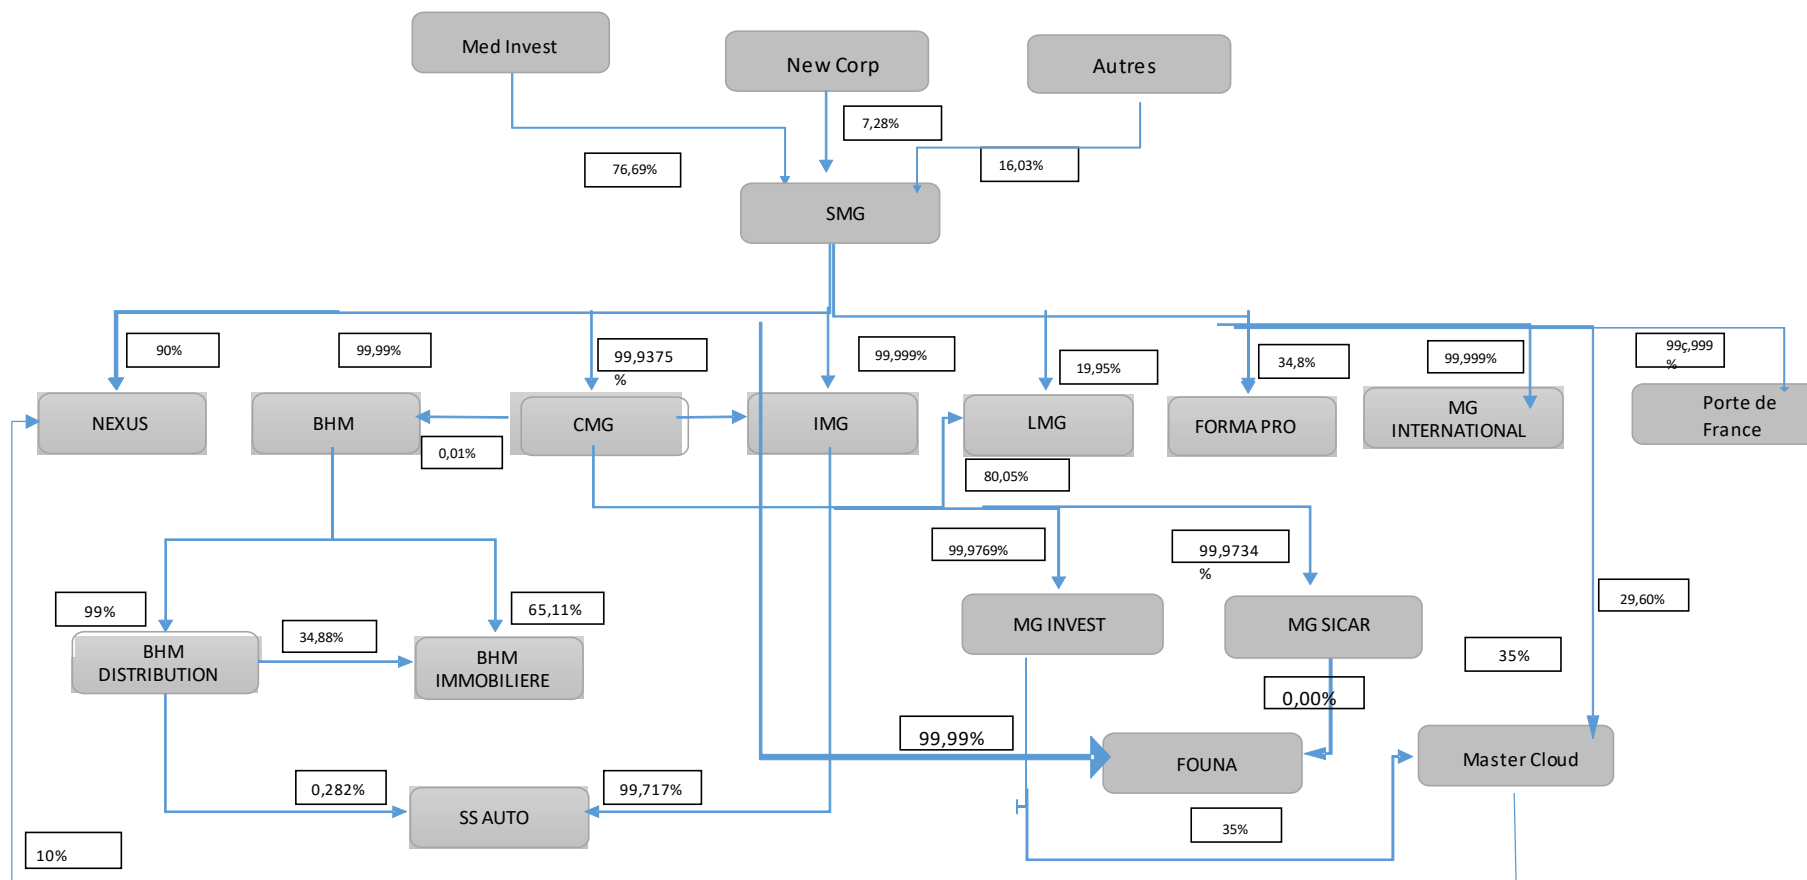 Med Invest
New Corp
Autres
7,28%
76,69%
16,03%
SMG
90%
99,99%
99,9375
%
99,999%
19,95%
34,8%
99,999%
99ç,999
%
NEXUS
BHM
CMG
IMG
LMG
FORMA PRO
MG
INTERNATIONAL
Porte de
France
0,01%
80,05%
99,9769%
99,9734
%
99%
34,88%
65,11%
29,60%
BHM
DISTRIBUTION
BHM
IMMOBILIERE
MG INVEST
MG SICAR
35%
0,00%
99,99%
FOUNA
Master Cloud
0,282%
99,717%
SS AUTO
35%
10%